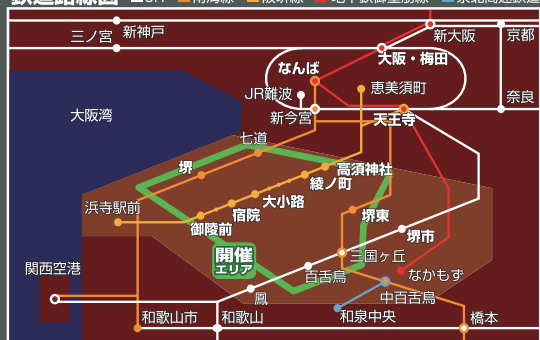 鉄道路線図 JR 南海線 阪堺線 地下鉄御堂筋線 泉北高速鉄道
新神戸
三ノ宮
新大阪
京都
大阪・梅田
なんば
JR難波
恵美須町
奈良
新今宮
天王寺
大阪湾
七道
堺
高須神社
綾ノ町
大小路
宿院
御陵前
浜寺駅前
堺東
堺市
開催
エリア
三国ヶ丘
百舌鳥
なかもず
中百舌鳥
関西空港
鳳
和泉中央
和歌山市
和歌山
橋本